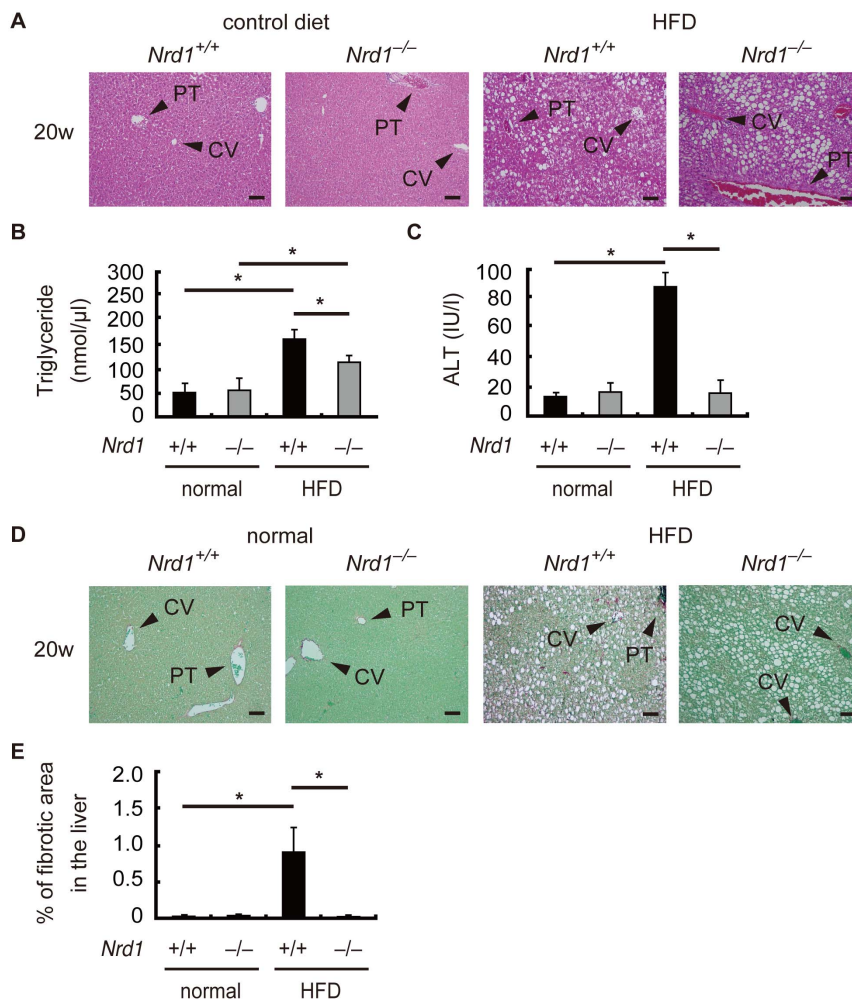 A
control diet
HFD
Nrd1+/+
Nrd1–/–
Nrd1+/+
Nrd1–/–
20w
PT
CV
PT
CV
PT
CV
CV
PT
B
Triglyceride
(nmol/μl)
300
250
200
150
100
50
0
*
*
*
Nrd1
+/+
–/–
+/+
–/–
normal
HFD
C
ALT (IU/l)
100
80
60
40
20
0
*
*
+/+
–/–
+/+
–/–
Nrd1
normal
HFD
D
normal
HFD
Nrd1+/+
Nrd1–/–
Nrd1+/+
Nrd1–/–
20w
CV
PT
PT
CV
CV
PT
CV
CV
E
% of fibrotic area
in the liver
2.0
1.5
1.0
0.5
0
*
*
Nrd1
+/+
–/–
+/+
–/–
normal
HFD